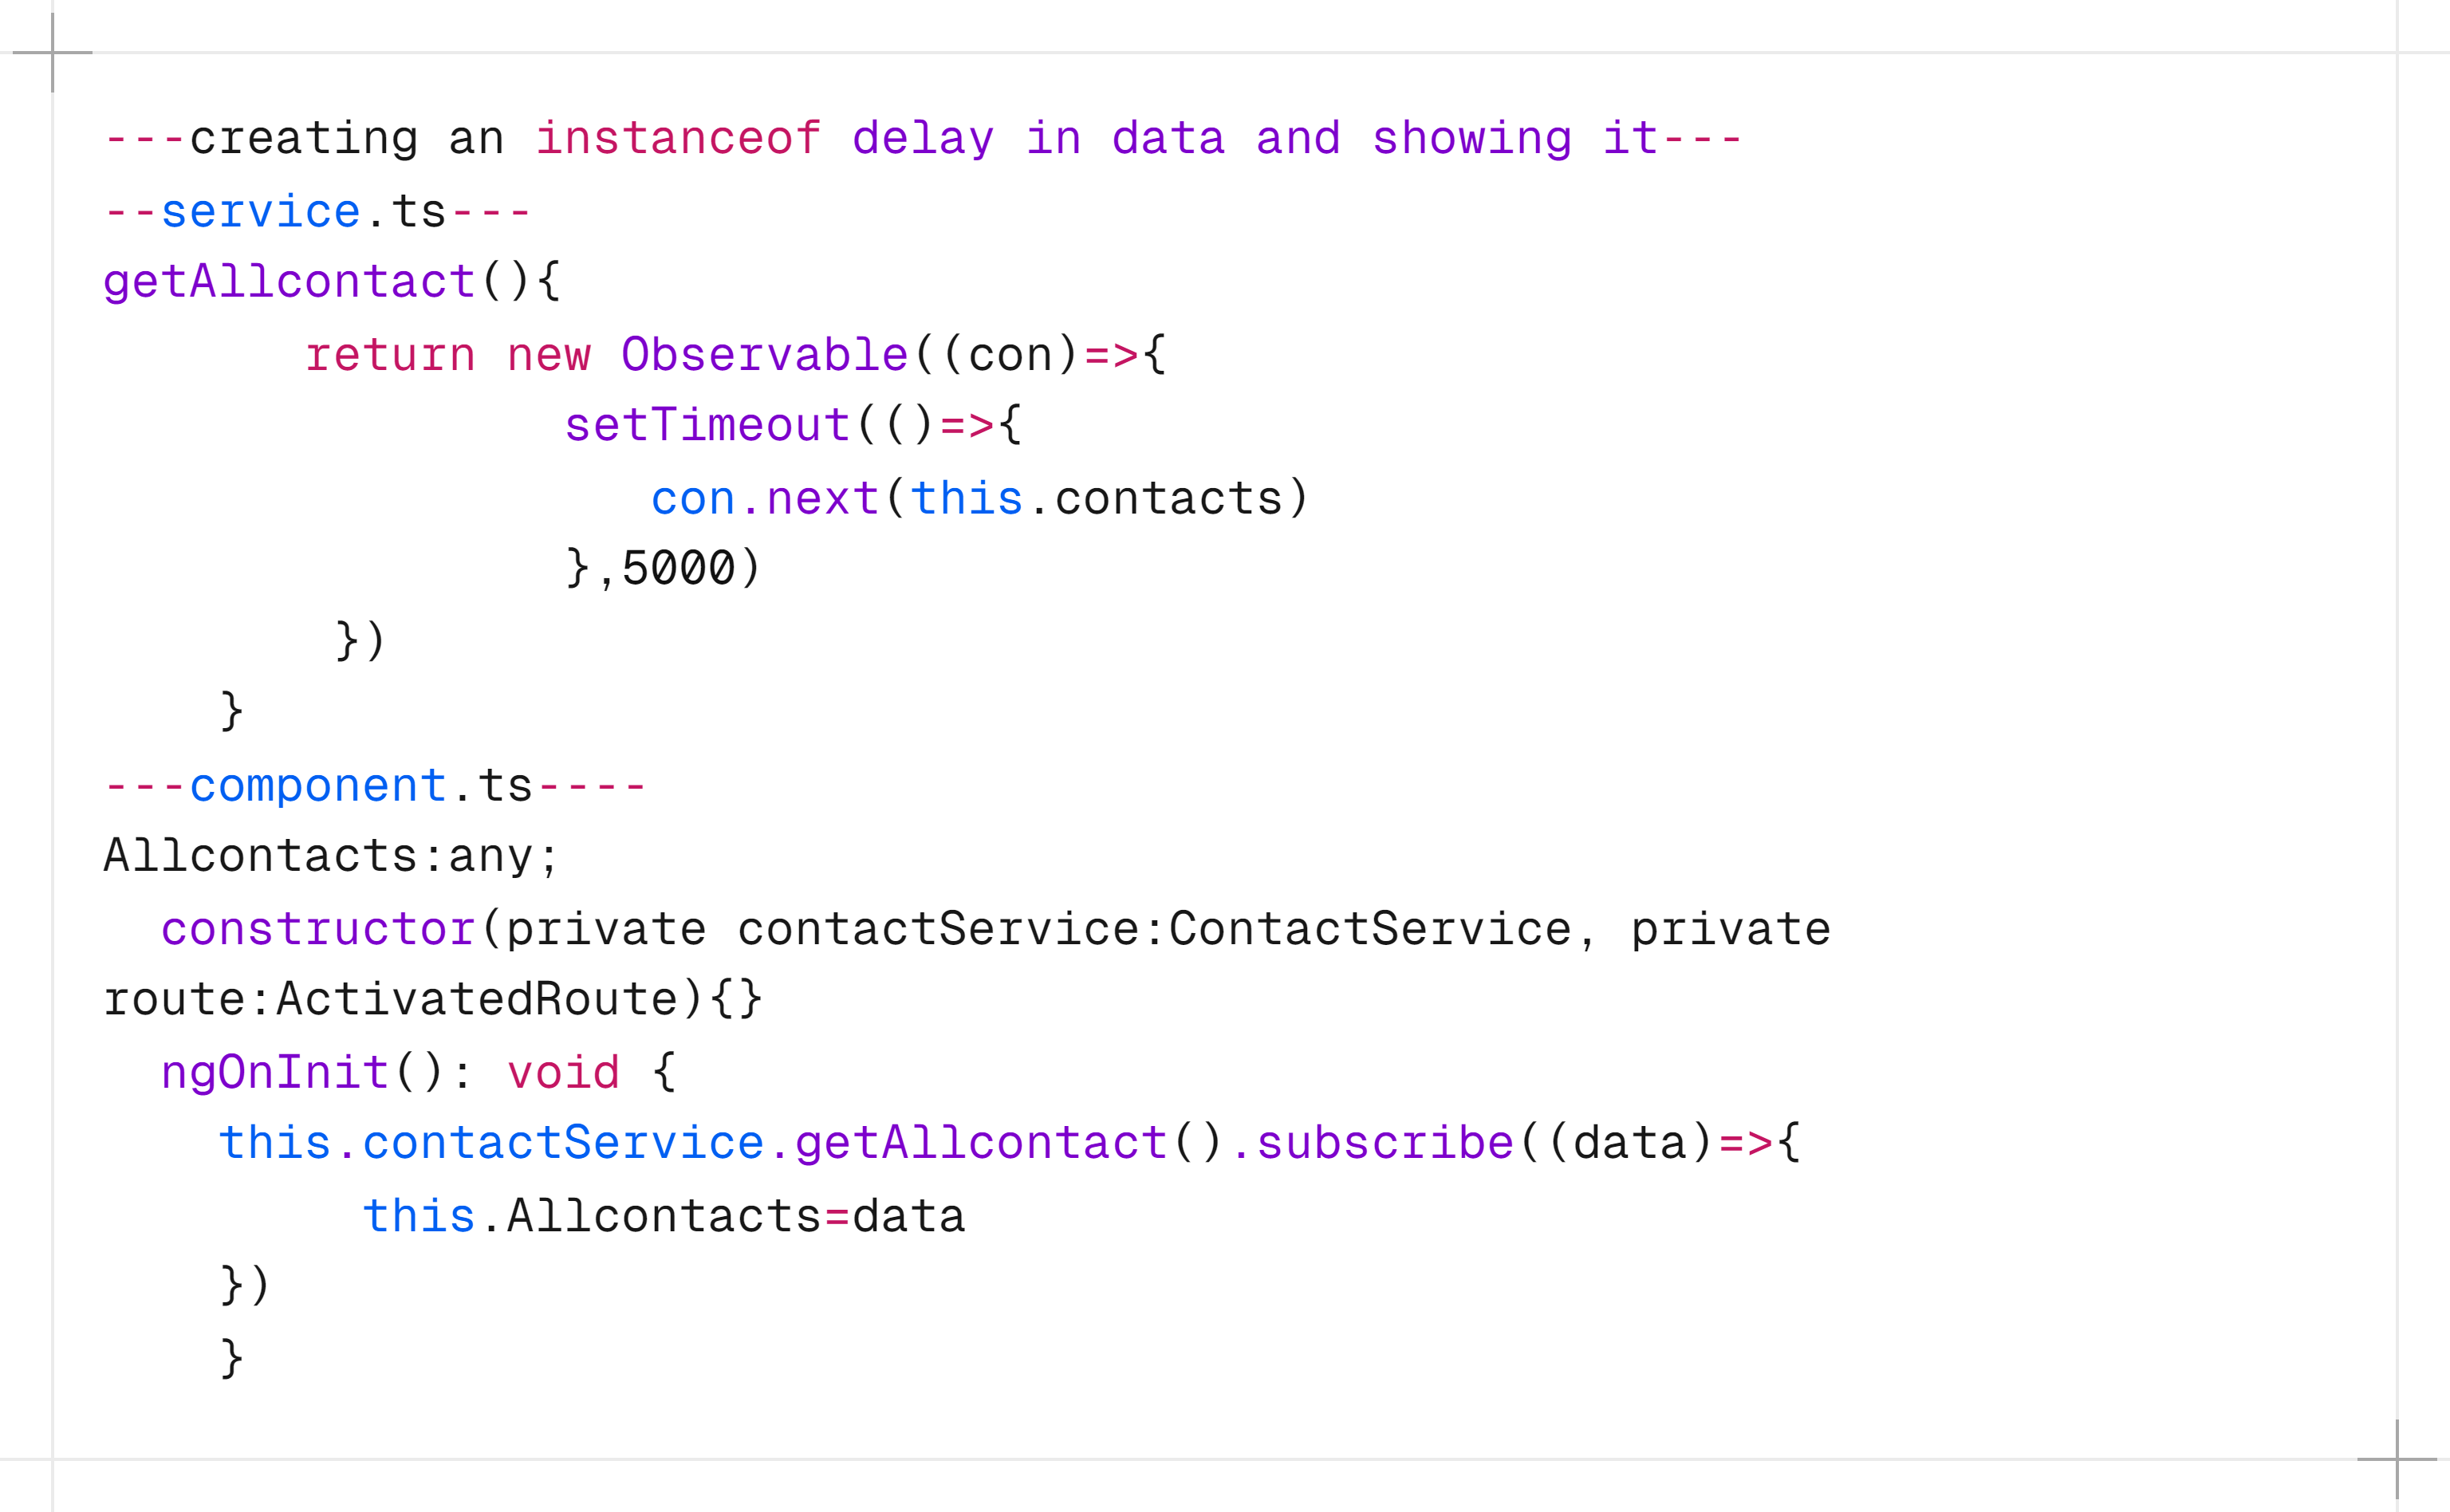 ---creating an instanceof delay in data and showing it---
--service.ts---
getAllcontact(){
       return new Observable((con)=>{
                setTimeout(()=>{
                   con.next(this.contacts)
                },5000)
        })
    }
---component.ts----
Allcontacts:any;
  constructor(private contactService:ContactService, private
route:ActivatedRoute){}
  ngOnInit(): void {
    this.contactService.getAllcontact().subscribe((data)=>{
         this.Allcontacts=data
    })
    }